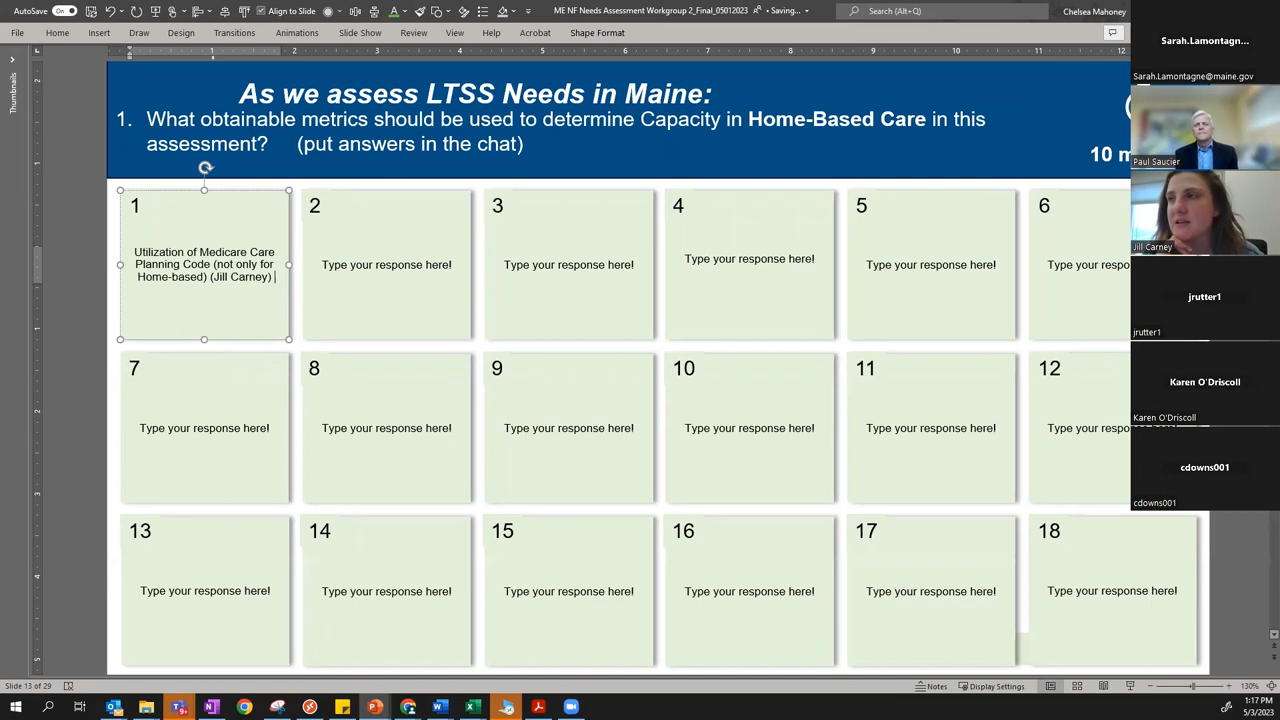 AutoSave
On
Align to Slide
ME NF Needs Assessment Workgroup 2_Final_05012023
Saving...
Search (Alt+Q)
Chelsea Mahoney
File
Home
Insert
Draw
Design
Transitions
Animations
Slide Show
Review
View
Help
Acrobat
Shape Format
Thumbnails
As we assess LTSS Needs in Maine:
1. What obtainable metrics should be used to determine Capacity in Home-Based Care in this
assessment? (put answers in the chat)
10 m
1
Utilization of Medicare Care
Planning Code (not only for
Home-based) (Jill Carney)
2
Type your response here!
3
Type your response here!
4
Type your response here!
5
Type your response here!
6
Type your respo
7
Type your response here!
8
Type your response here!
9
Type your response here!
10
Type your response here!
11
Type your response here!
12
Type your respo
13
Type your response here!
14
Type your response here!
15
Type your response here!
16
Type your response here!
17
Type your response here!
18
Type your response here!
Sarah.Lamontagn...
Sarah.Lamontagne@maine.gov
Paul Saucier
Jill Carney
jrutter1
jrutter1
Karen O'Driscoll
Karen O'Driscoll
cdowns001
cdowns001
Slide 13 of 29
Notes
Display Settings
130%
1:17 PM
5/3/2023